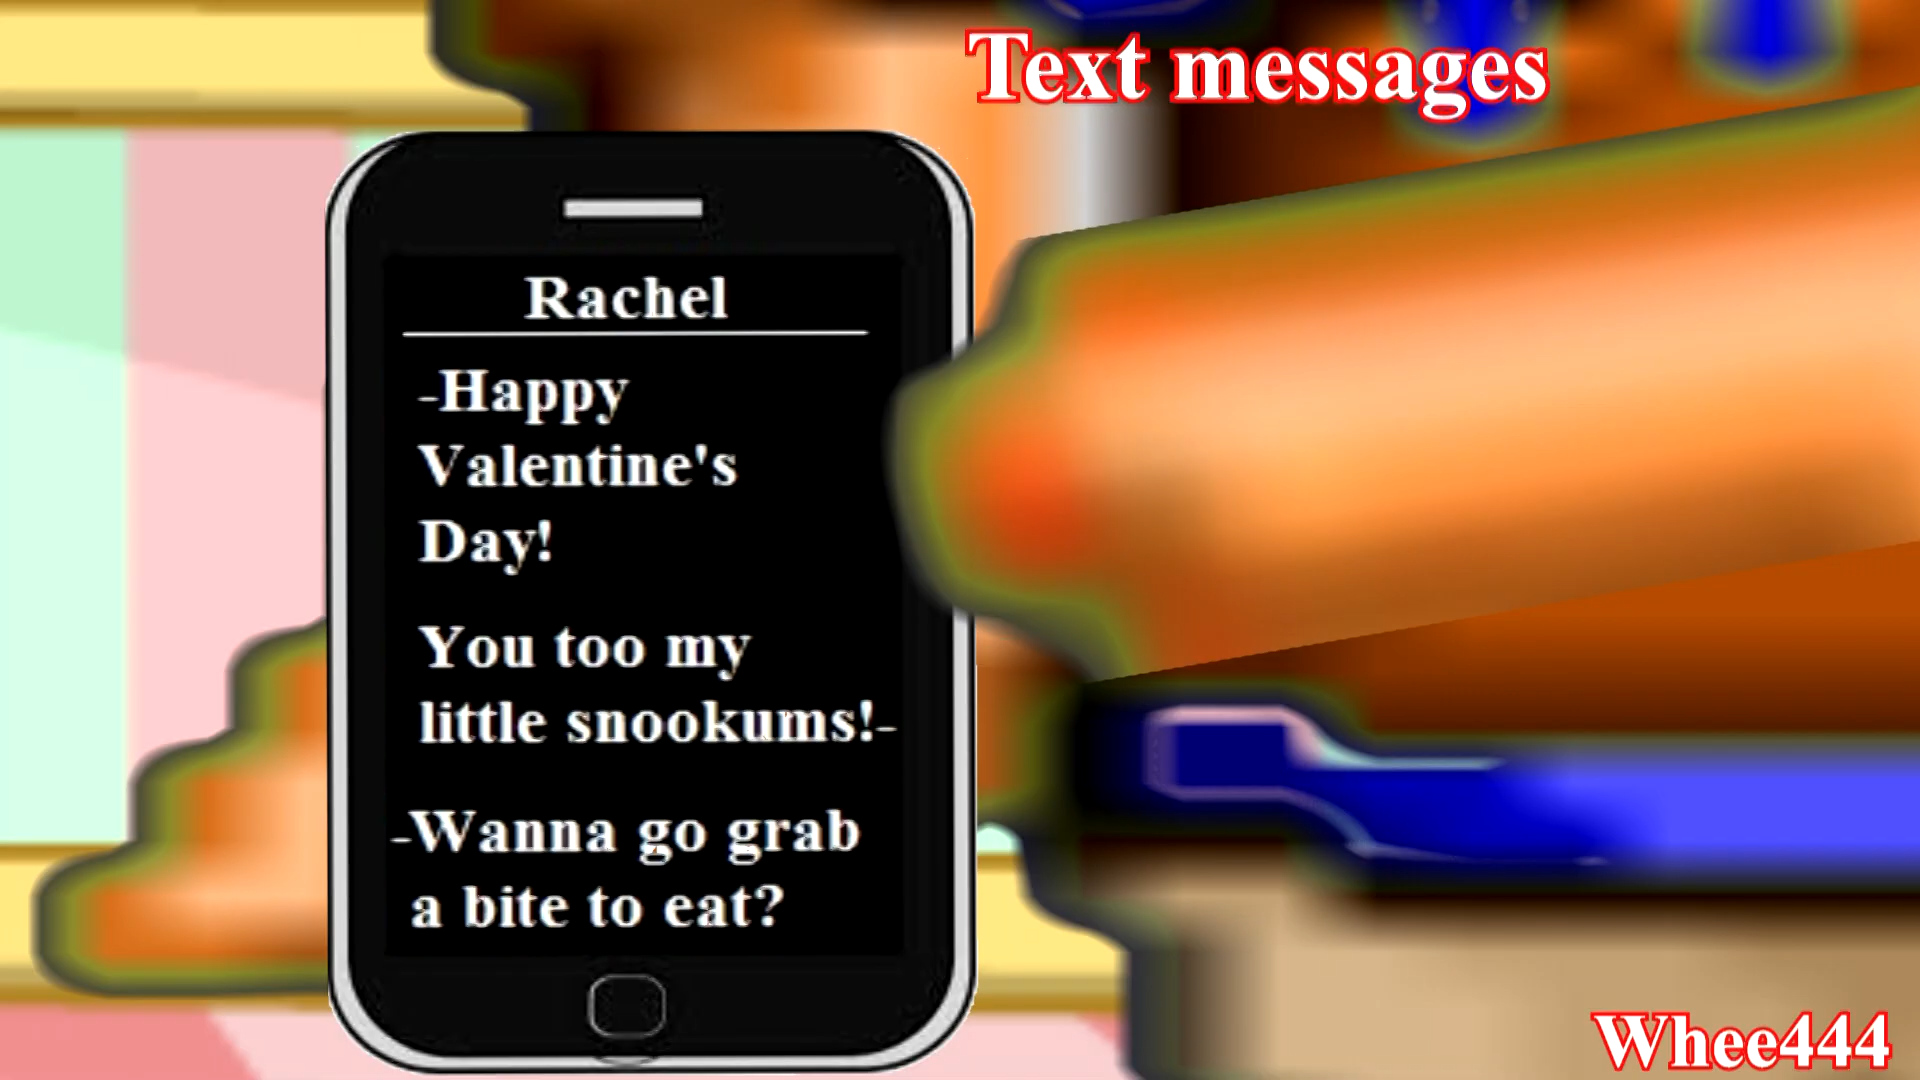 Text messages
Rachel
-Happy
Valentine's
Day!
You too my
little snookums!-
-Wanna go grab
a bite to eat?
Whee444